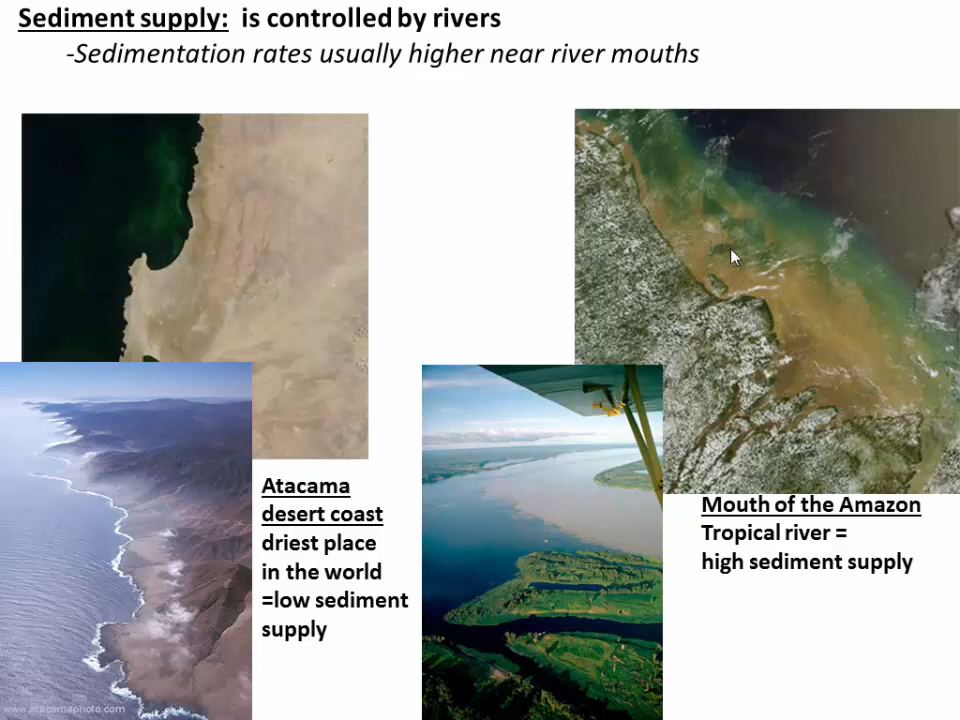 Sediment supply: is controlled by rivers
-Sedimentation rates usually higher near river mouths
Atacama
desert coast
driest place
in the world
=low sediment
supply
Mouth of the Amazon
Tropical river =
high sediment supply
www.atacamaphoto.com